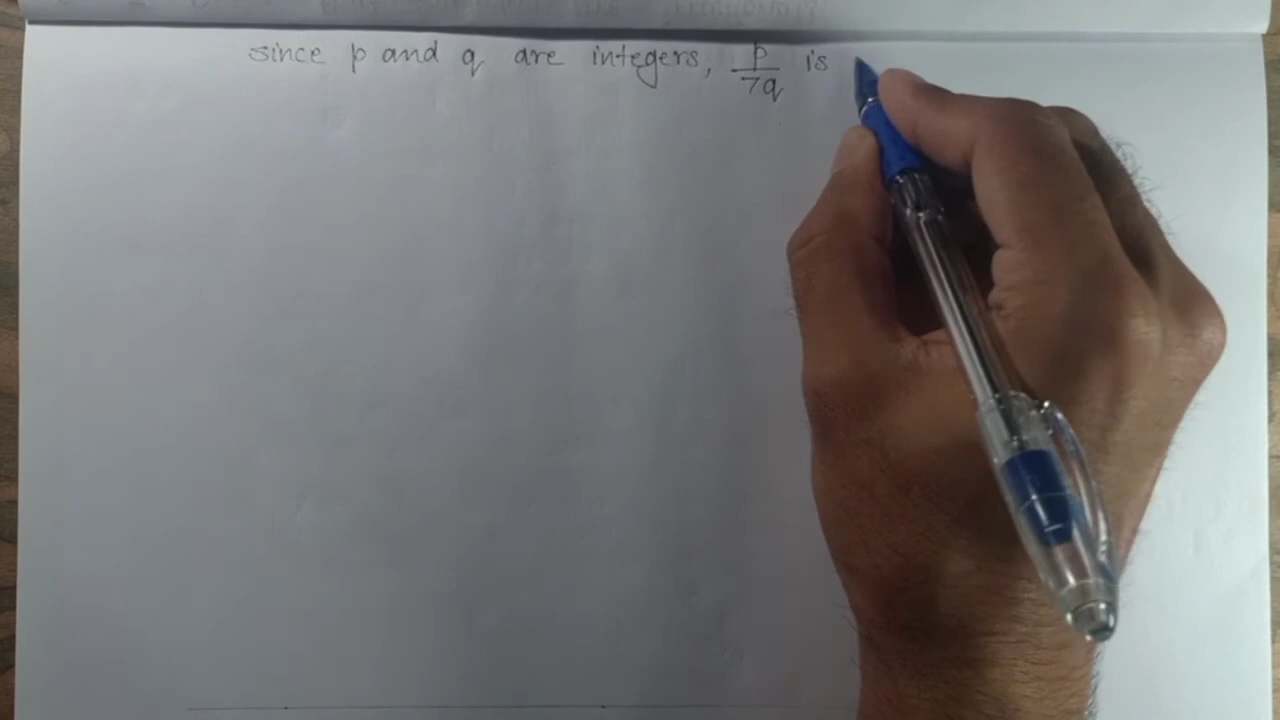 since p and q are integers, p/7q is